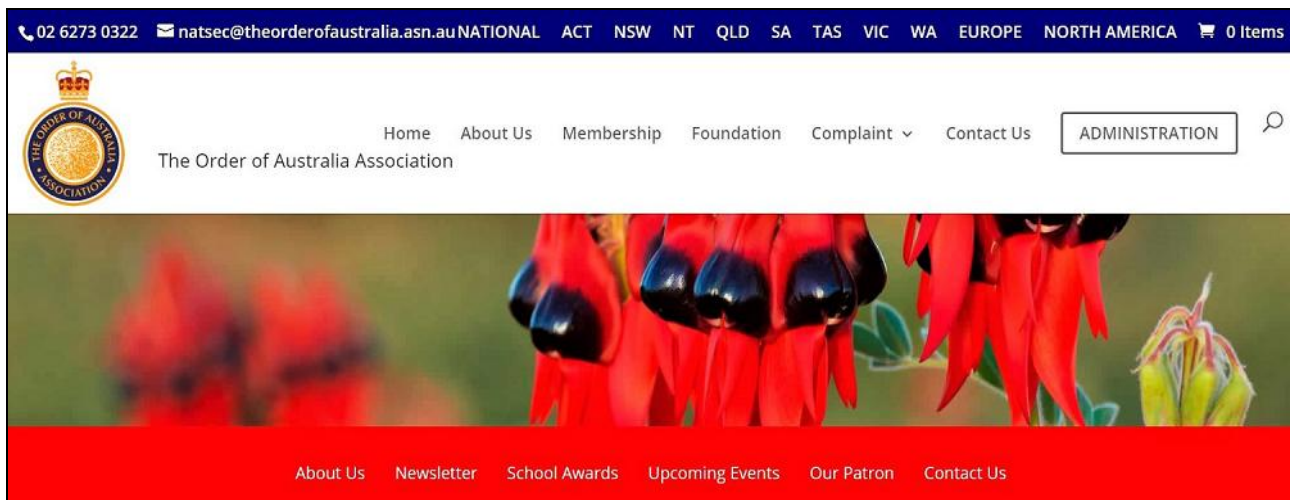 02 6273 0322 natsec@theorderofaustralia.asn.au NATIONAL ACT NSW NT QLD SA TAS VIC WA EUROPE NORTH AMERICA 0 Items
THE ORDER OF AUSTRALIA
ASSOCIATION
Home About Us Membership Foundation Complaint Contact Us ADMINISTRATION
The Order of Australia Association
About Us Newsletter School Awards Upcoming Events Our Patron Contact Us